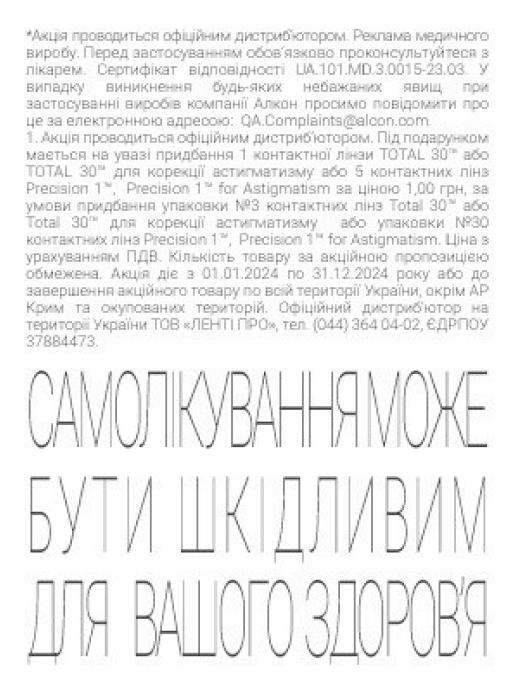 *Акція проводиться офіційним дистриб'ютором. Реклама медичного
виробу. Перед застосуванням обов'язково проконсультуйтеся з
лікарем. Сертифікат відповідності UA.101.MD.3.0015-23.03. У
випадку виникнення будь-яких небажаних явищ при
застосуванні виробів компанії Алкон просимо повідомити про
це за електронною адресою: QA.Complaints@alcon.com.
1. Акція проводиться офіційним дистриб'ютором. Під подарунком
мається на увазі придбання 1 контактної лінзи TOTAL 30™ або
TOTAL 30™ для корекції астигматизму або 5 контактних лінз
Precision 1™, Precision 1™ for Astigmatism за ціною 1,00 грн, за
умови придбання упаковки №3 контактних лінз Total 30™ або
Total 30™ для корекції астигматизму або упаковки №30
контактних лінз Precision 1™, Precision 1™ for Astigmatism. Ціна з
урахуванням ПДВ. Кількість товару за акційною пропозицією
обмежена. Акція діє з 01.01.2024 по 31.12.2024 року або до
завершення акційного товару по всій території України, окрім АР
Крим та окупованих територій. Офіційний дистриб'ютор на
території України ТОВ «ЛЕНТІ ПРО», тел. (044) 364 04-02, ЄДРПОУ
37884473.
САМОЛІКУВАННЯ МОЖЕ
БУТИ ШКІДЛИВИМ
ДЛЯ ВАШОГО ЗДОРОВ'Я